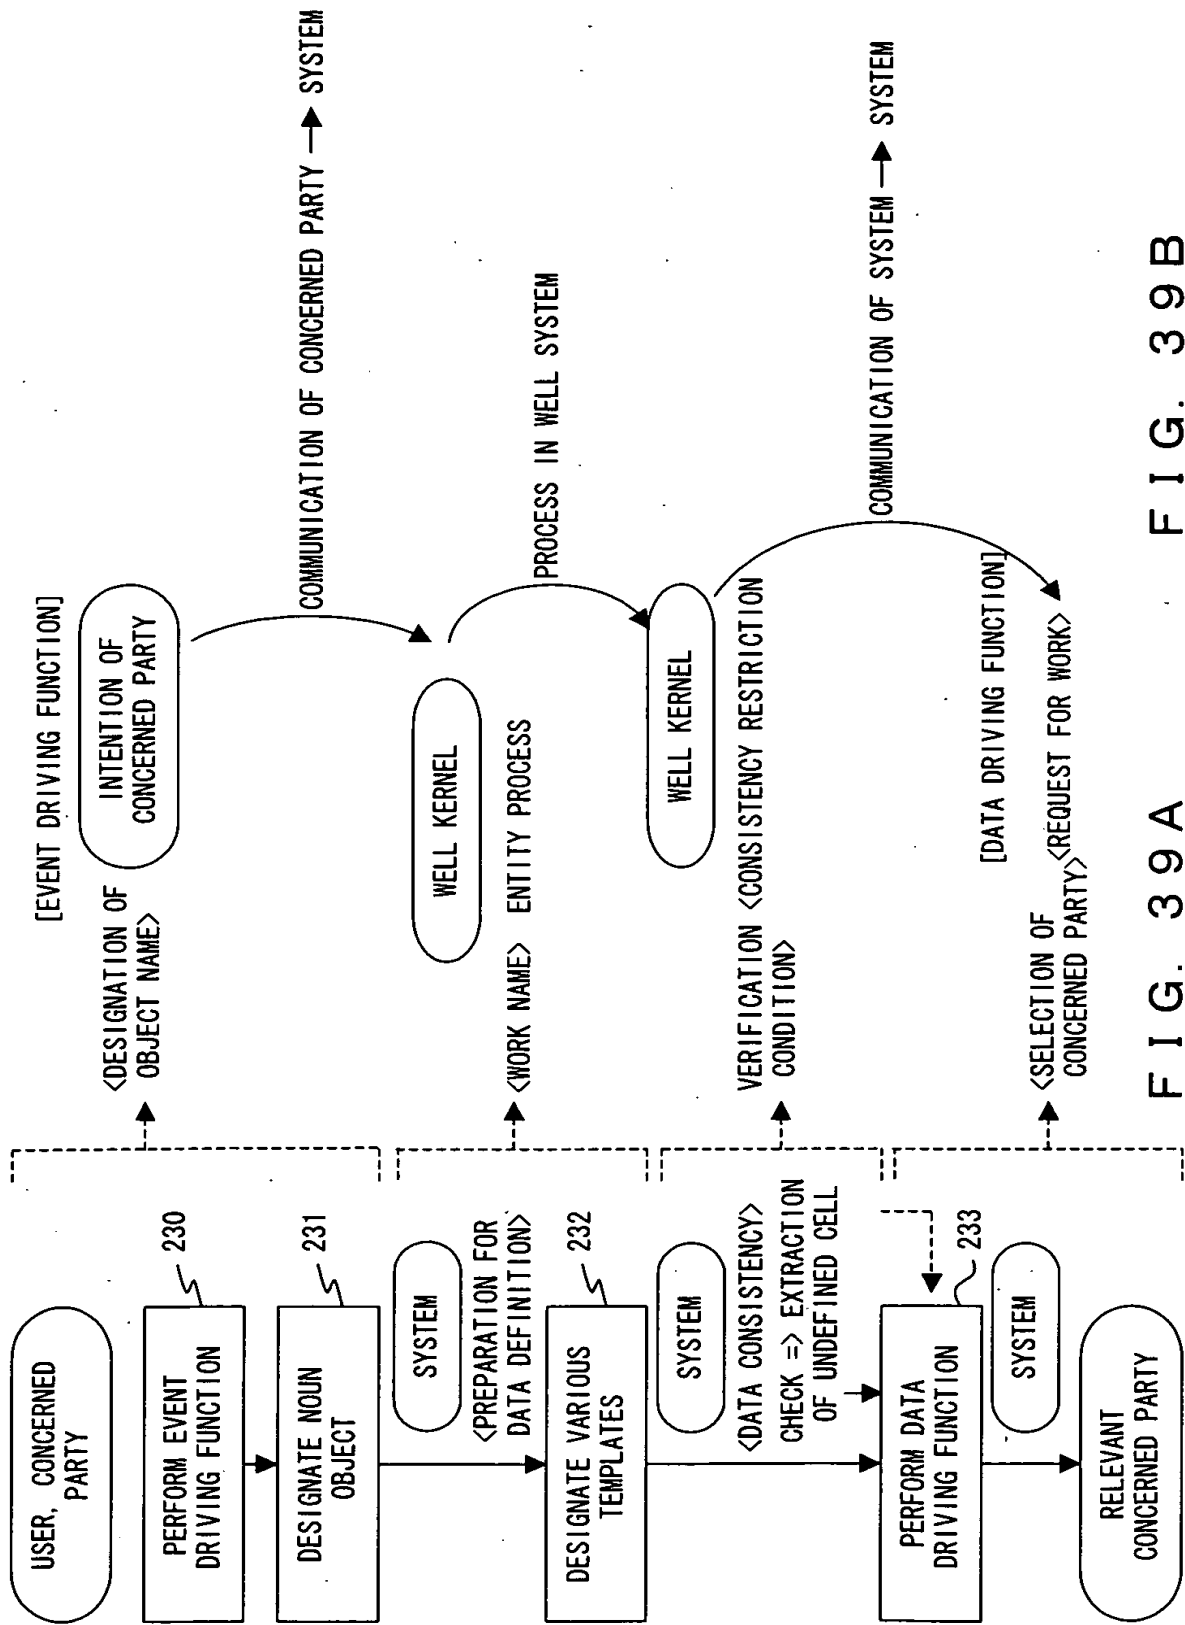 USER, CONCERNED
PARTY
PERFORM EVENT
DRIVING FUNCTION
230
DESIGNATE NOUN
OBJECT
231
SYSTEM
<PREPARATION FOR
DATA DEFINITION>
DESIGNATE VARIOUS
TEMPLATES
232
SYSTEM
<DATA CONSISTENCY>
CHECK => EXTRACTION
OF UNDEFINED CELL
PERFORM DATA
DRIVING FUNCTION
233
SYSTEM
RELEVANT
CONCERNED PARTY
FIG. 39A
[EVENT DRIVING FUNCTION]
<DESIGNATION OF
OBJECT NAME>
INTENTION OF
CONCERNED PARTY
COMMUNICATION OF CONCERNED PARTY → SYSTEM
WELL KERNEL
<WORK NAME> ENTITY PROCESS
PROCESS IN WELL SYSTEM
WELL KERNEL
VERIFICATION <CONSISTENCY RESTRICTION
CONDITION>
COMMUNICATION OF SYSTEM → SYSTEM
[DATA DRIVING FUNCTION]
<SELECTION OF
CONCERNED PARTY>
<REQUEST FOR WORK>
FIG. 39B